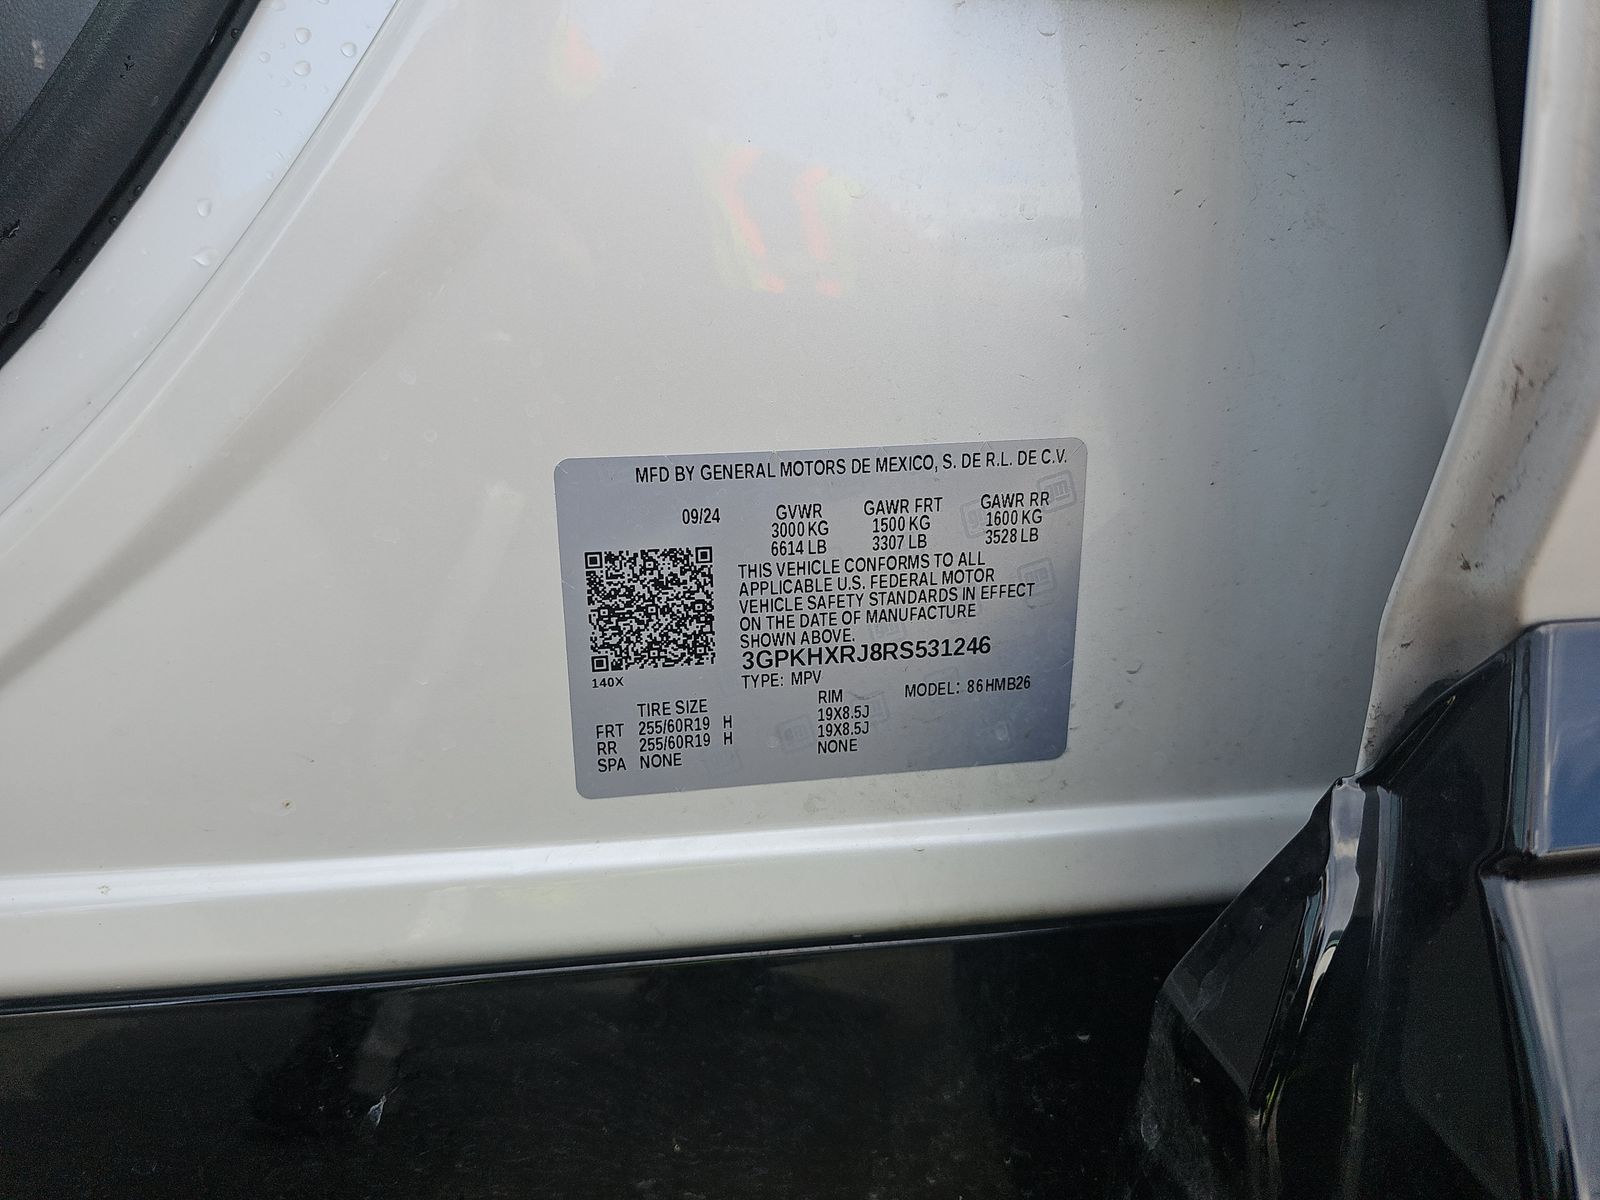 MFD BY GENERAL MOTORS DE MEXICO, S. DE R.L. DE C.V.
09/24
GVWR GAWR FRT GAWR RR
3000 KG 1500 KG 1600 KG
6614 LB 3307 LB 3528 LB
THIS VEHICLE CONFORMS TO ALL
APPLICABLE U.S. FEDERAL MOTOR
VEHICLE SAFETY STANDARDS IN EFFECT
ON THE DATE OF MANUFACTURE
SHOWN ABOVE.
3GPKHXRJ8RS531246
140X
TYPE: MPV MODEL: 86HMB26
TIRE SIZE RIM
FRT 255/60R19 H 19X8.5J
RR 255/60R19 H 19X8.5J
SPA NONE NONE